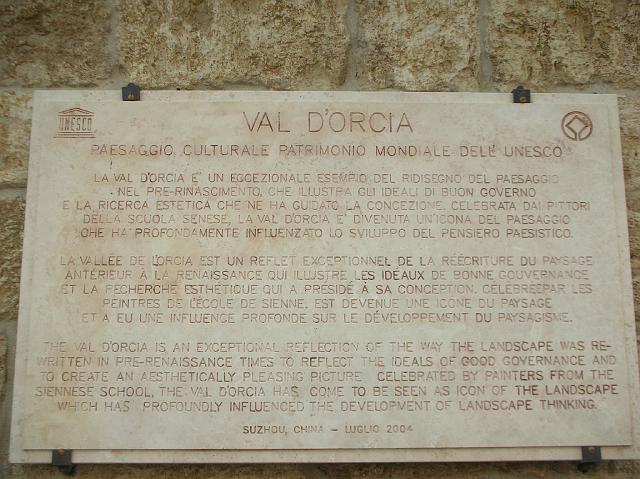 UNESCO
VAL D'ORCIA
PAESAGGIO CULTURALE PATRIMONIO MONDIALE DELL'UNESCO
LA VAL D'ORCIA E' UN ECCEZIONALE ESEMPIO DEL RIDISEGNO DEL PAESAGGIO
NEL PRE-RINASCIMENTO, CHE ILLUSTRA GLI IDEALI DI BUON GOVERNO
E LA RICERCA ESTETICA CHE NE HA GUIDATO LA CONCEZIONE. CELEBRATA DAI PITTORI
DELLA SCUOLA SENESE, LA VAL D'ORCIA E' DIVENUTA UN'ICONA DEL PAESAGGIO
CHE HA PROFONDAMENTE INFLUENZATO LO SVILUPPO DEL PENSIERO PAESISTICO.
LA VALLÉE DE L'ORCIA EST UN REFLET EXCEPTIONNEL DE LA RÉÉCRITURE DU PAYSAGE
ANTÉRIEUR À LA RENAISSANCE QUI ILLUSTRE LES IDÉAUX DE BONNE GOUVERNANCE
ET LA RECHERCHE ESTHÉTIQUE QUI A PRÉSIDÉ À SA CONCEPTION. CÉLÉBRÉEPAR LES
PEINTRES DE L'ÉCOLE DE SIENNE, EST DEVENUE UNE ICÔNE DU PAYSAGE
ET A EU UNE INFLUENCE PROFONDE SUR LE DÉVELOPPEMENT DU PAYSAGISME.
THE VAL D'ORCIA IS AN EXCEPTIONAL REFLECTION OF THE WAY THE LANDSCAPE WAS RE-
WRITTEN IN PRE-RENAISSANCE TIMES TO REFLECT THE IDEALS OF GOOD GOVERNANCE AND
TO CREATE AN AESTHETICALLY PLEASING PICTURE. CELEBRATED BY PAINTERS FROM THE
SIENNESE SCHOOL, THE VAL D'ORCIA HAS COME TO BE SEEN AS ICON OF THE LANDSCAPE
WHICH HAS PROFOUNDLY INFLUENCED THE DEVELOPMENT OF LANDSCAPE THINKING.
SUZHOU, CHINA - LUGLIO 2004